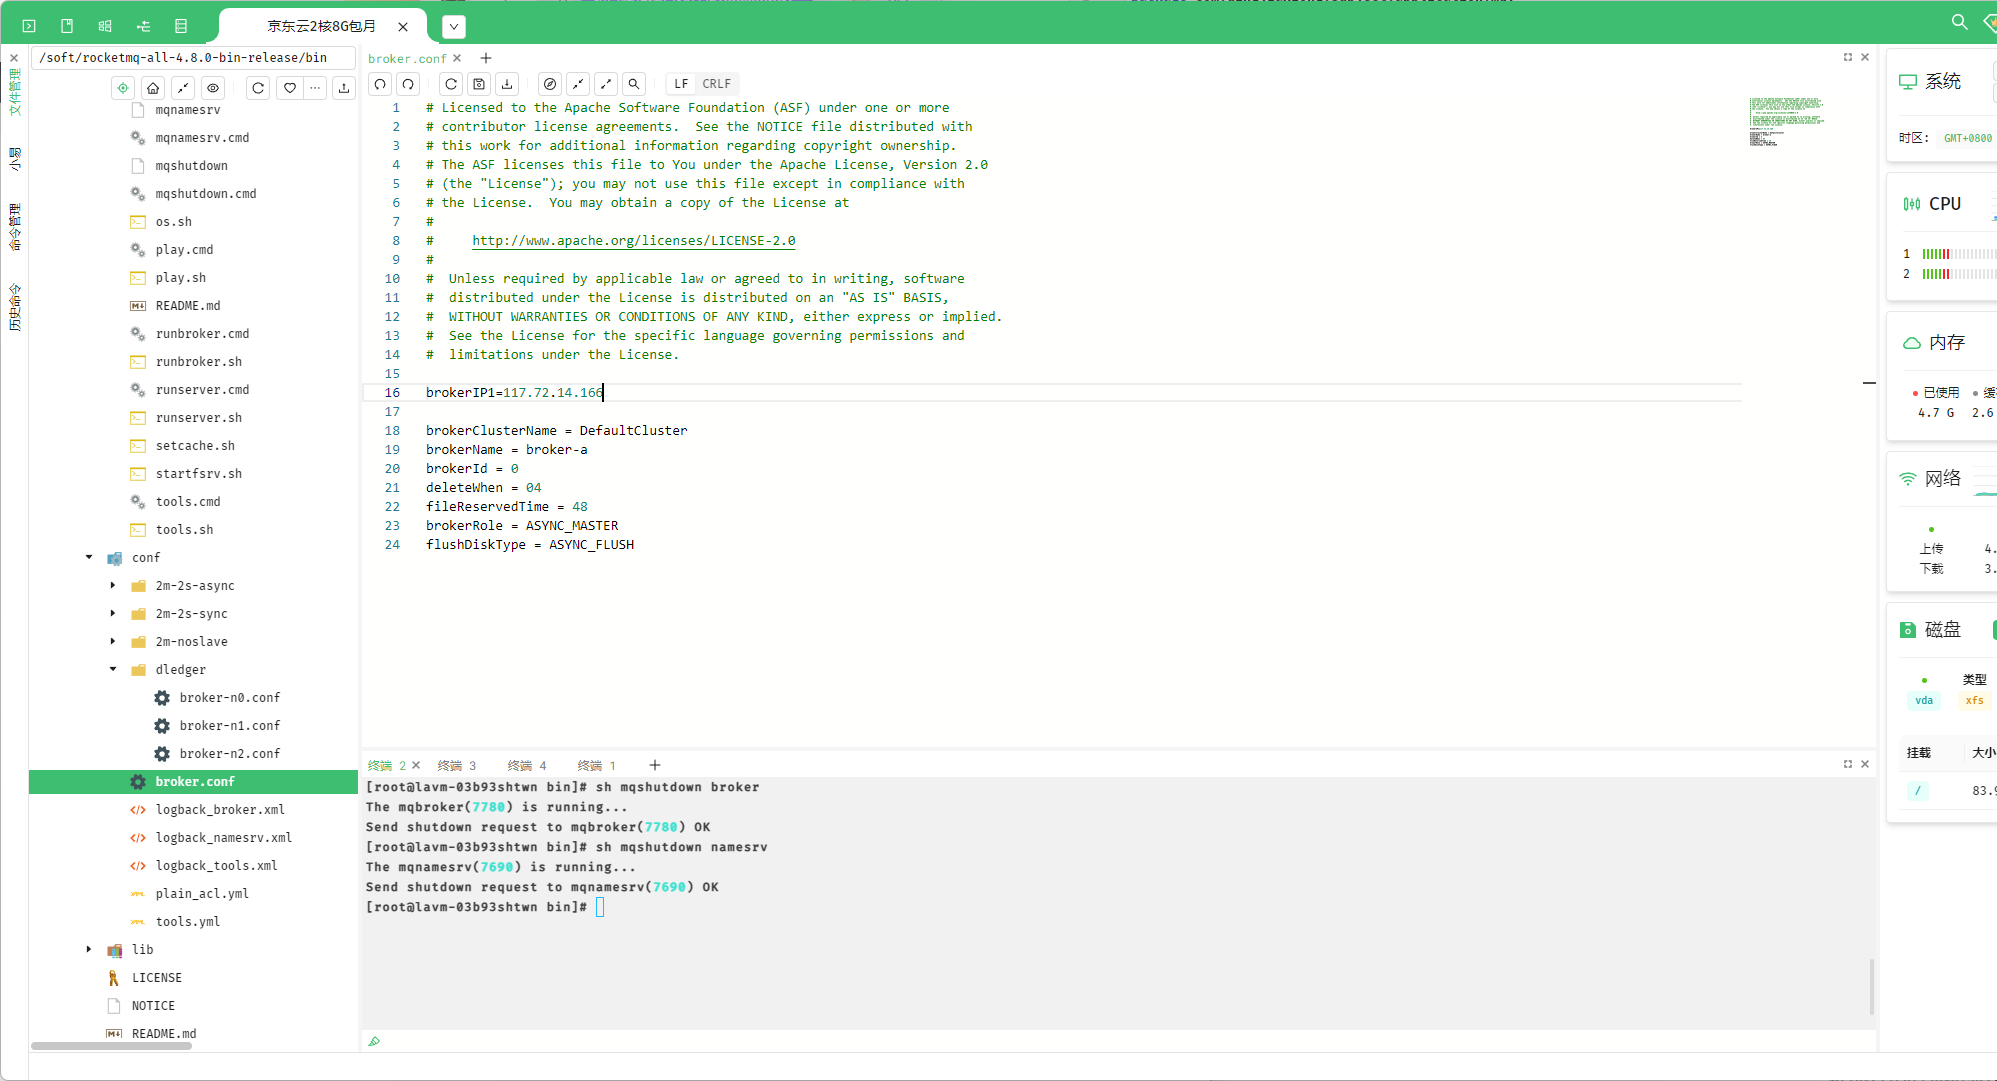 京东云2核8G包月
文件管理
小易
命令管理
历史命令
/soft/rocketmq-all-4.8.0-bin-release/bin
mqnamesrv
mqnamesrv.cmd
mqshutdown
mqshutdown.cmd
os.sh
play.cmd
play.sh
README.md
runbroker.cmd
runbroker.sh
runserver.cmd
runserver.sh
setcache.sh
startfsrv.sh
tools.cmd
tools.sh
conf
2m-2s-async
2m-2s-sync
2m-noslave
dledger
broker-n0.conf
broker-n1.conf
broker-n2.conf
broker.conf
logback_broker.xml
logback_namesrv.xml
logback_tools.xml
plain_acl.yml
tools.yml
lib
LICENSE
NOTICE
README.md
broker.conf
LF CRLF
1 # Licensed to the Apache Software Foundation (ASF) under one or more
2 # contributor license agreements.  See the NOTICE file distributed with
3 # this work for additional information regarding copyright ownership.
4 # The ASF licenses this file to You under the Apache License, Version 2.0
5 # (the "License"); you may not use this file except in compliance with
6 # the License.  You may obtain a copy of the License at
7 #
8 #     http://www.apache.org/licenses/LICENSE-2.0
9 #
10 #  Unless required by applicable law or agreed to in writing, software
11 #  distributed under the License is distributed on an "AS IS" BASIS,
12 #  WITHOUT WARRANTIES OR CONDITIONS OF ANY KIND, either express or implied.
13 #  See the License for the specific language governing permissions and
14 #  limitations under the License.
15
16 brokerIP1=117.72.14.166
17
18 brokerClusterName = DefaultCluster
19 brokerName = broker-a
20 brokerId = 0
21 deleteWhen = 04
22 fileReservedTime = 48
23 brokerRole = ASYNC_MASTER
24 flushDiskType = ASYNC_FLUSH
终端 2 终端 3 终端 4 终端 1
[root@lavm-03b93shtwn bin]# sh mqshutdown broker
The mqbroker(7780) is running...
Send shutdown request to mqbroker(7780) OK
[root@lavm-03b93shtwn bin]# sh mqshutdown namesrv
The mqnamesrv(7690) is running...
Send shutdown request to mqnamesrv(7690) OK
[root@lavm-03b93shtwn bin]#
系统
时区: GMT+0800
CPU
1
2
内存
已使用 缓
4.7 G 2.6
网络
上传 4.
下载 3.
磁盘
类型
vda xfs
挂载 大小
/ 83.9